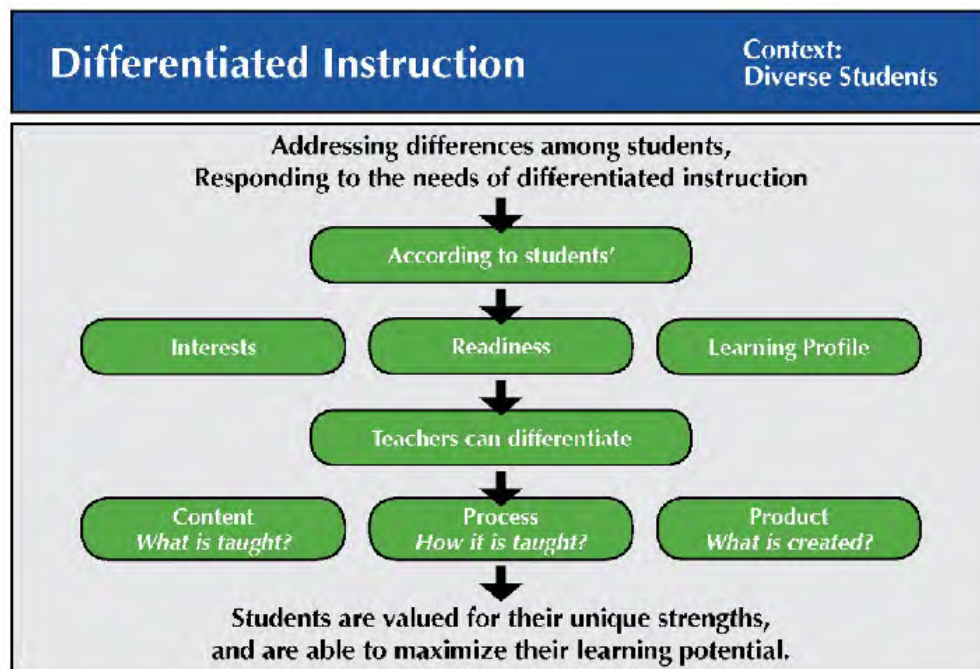 Differentiated Instruction
Context:
Diverse Students
Addressing differences among students,
Responding to the needs of differentiated instruction
According to students'
Interests
Readiness
Learning Profile
Teachers can differentiate
Content
What is taught?
Process
How it is taught?
Product
What is created?
Students are valued for their unique strengths,
and are able to maximize their learning potential.